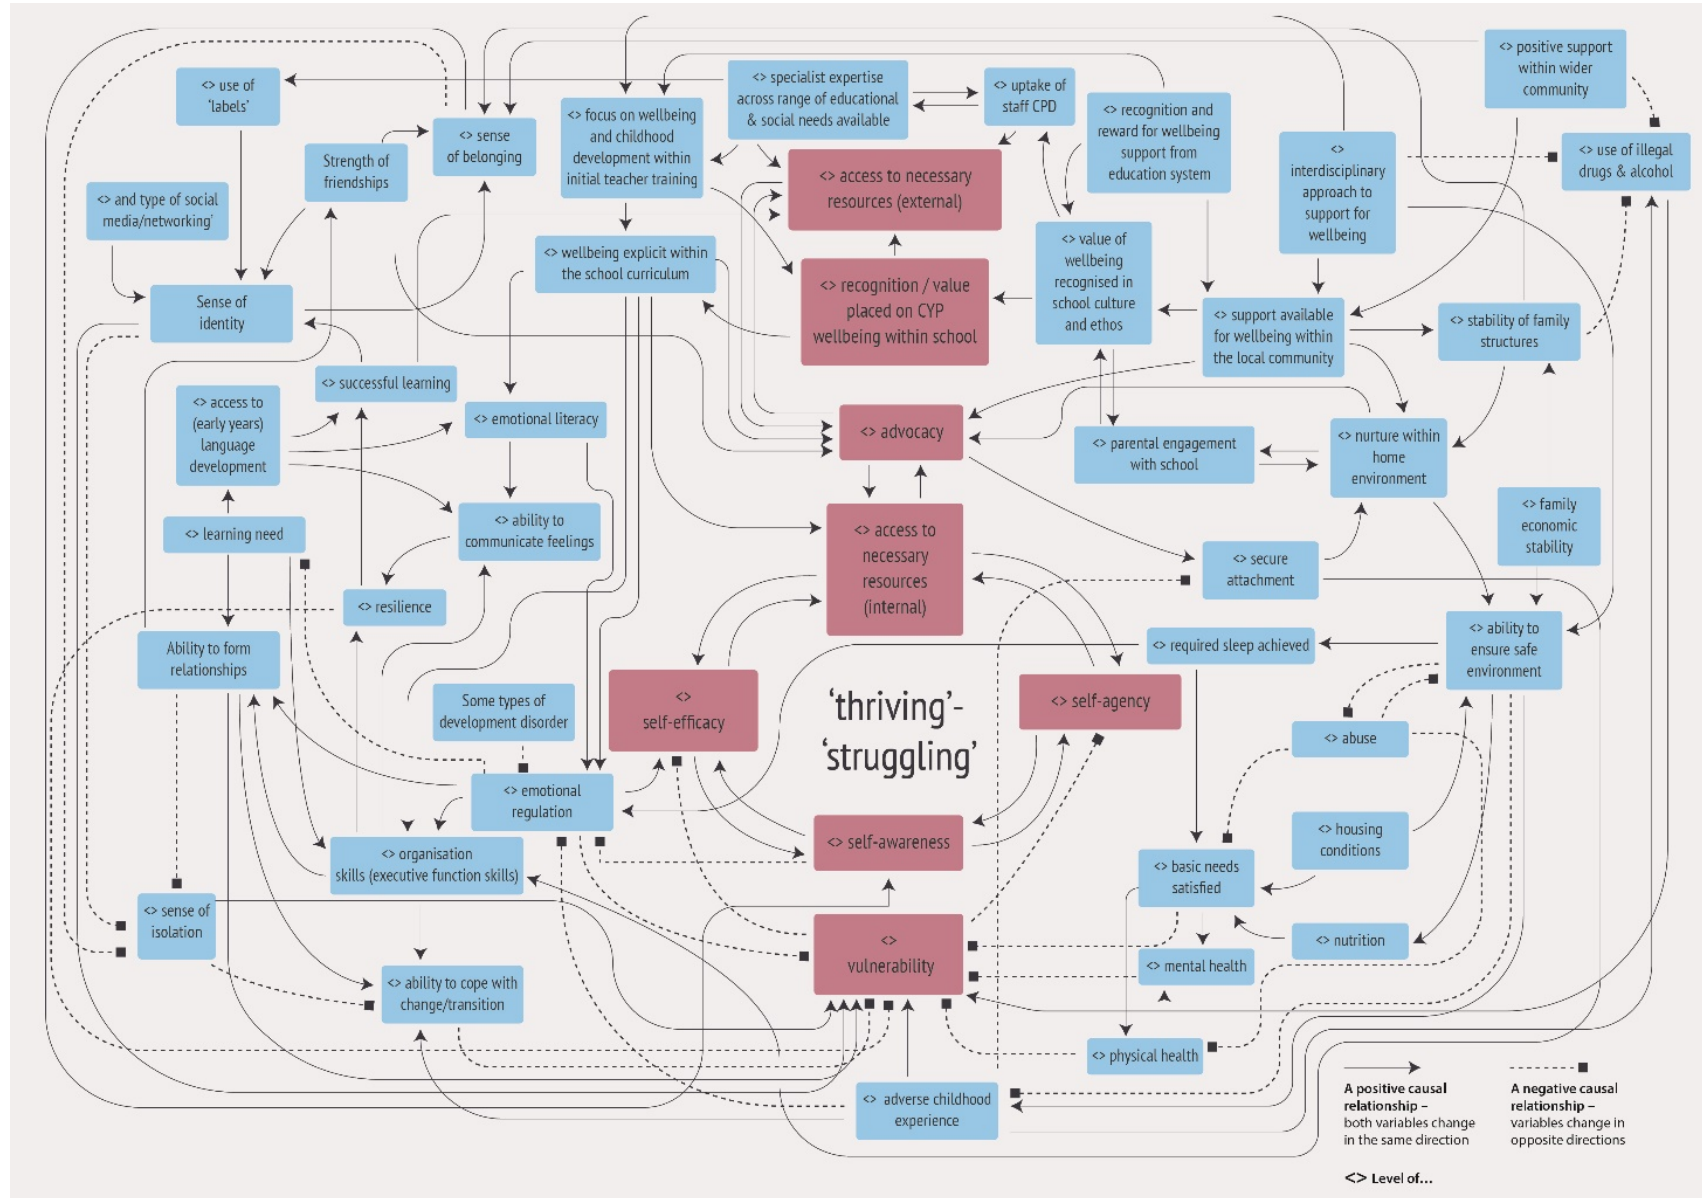 <> positive support
within wider
community
<> use of
'labels'
<> specialist expertise
across range of educational
& social needs available
<> uptake of
staff CPD
<> focus on wellbeing
and childhood
development within
initial teacher training
<> recognition and
reward for wellbeing
support from
education system
<> sense
of belonging
Strength of
friendships
<>
interdisciplinary
approach to
support for
wellbeing
<> use of illegal
drugs & alcohol
<> access to necessary
resources (external)
<> and type of social
media/networking'
<> wellbeing explicit within
the school curriculum
<> value of
wellbeing
recognised in
school culture
and ethos
<> recognition / value
placed on CYP
wellbeing within school
Sense of
identity
<> support available
for wellbeing within
the local community
<> stability of family
structures
<> successful learning
<> access to
(early years)
language
development
<> emotional literacy
<> advocacy
<> parental engagement
with school
<> nurture within
home
environment
<> learning need
<> ability to
communicate feelings
<> access to
necessary
resources
(internal)
<> family
economic
stability
<> secure
attachment
<> resilience
Ability to form
relationships
<> required sleep achieved
<> ability to
ensure safe
environment
Some types of
development disorder
<>
self-efficacy
'thriving'-
'struggling'
<> self-agency
<> abuse
<> emotional
regulation
<> self-awareness
<> housing
conditions
<> organisation
skills (executive function skills)
<> basic needs
satisfied
<> sense of
isolation
<>
vulnerability
<> nutrition
<> mental health
<> ability to cope with
change/transition
<> physical health
<> adverse childhood
experience
A positive causal
relationship –
both variables change
in the same direction
A negative causal
relationship –
variables change in
opposite directions
<> Level of...